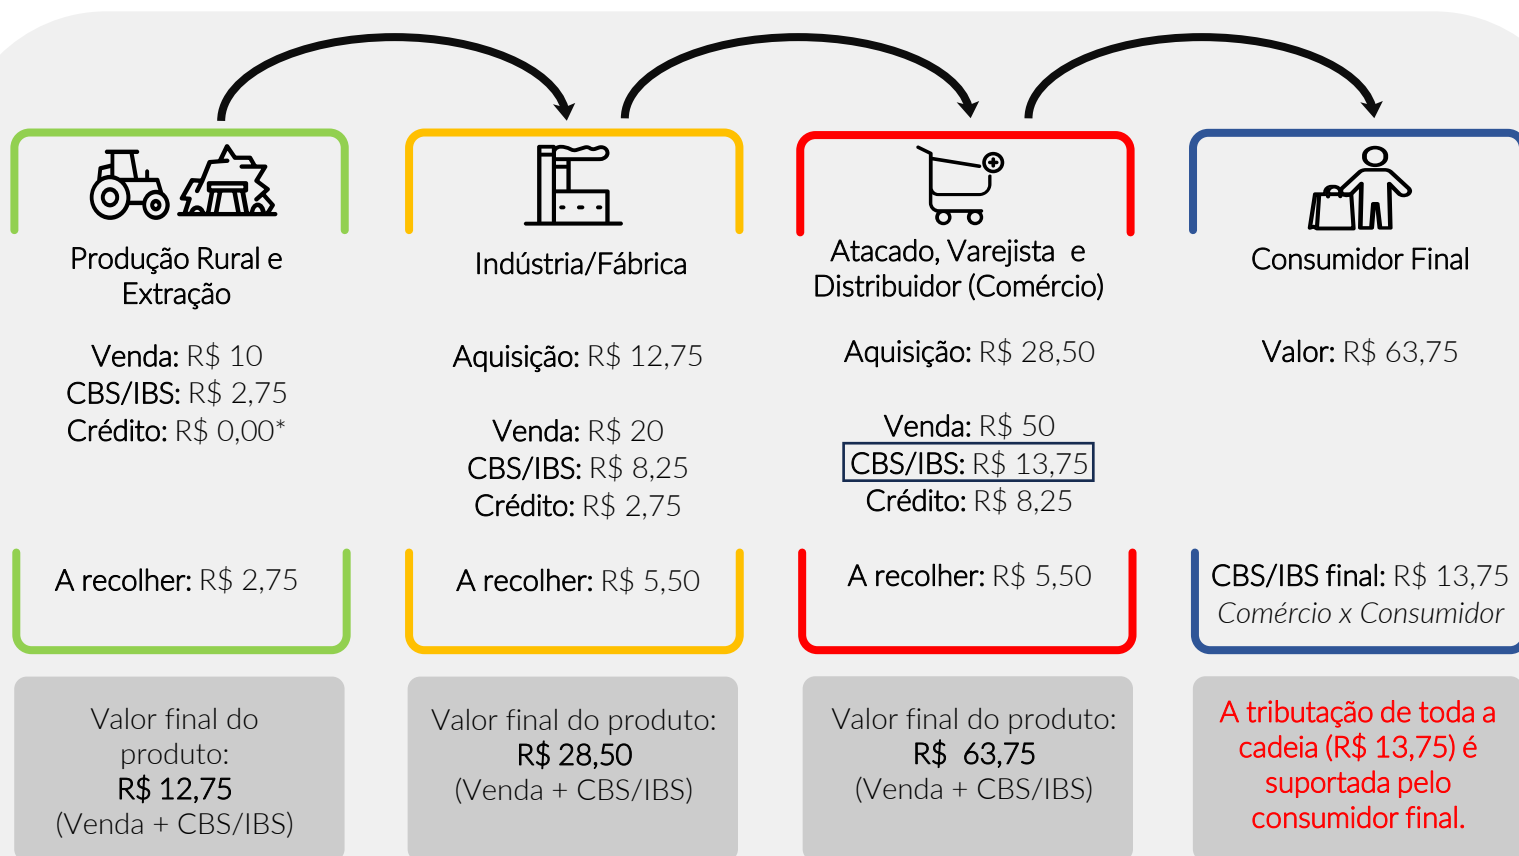 Produção Rural e
Extração
Venda: R$ 10
CBS/IBS: R$ 2,75
Crédito: R$ 0,00*
A recolher: R$ 2,75
Valor final do
produto:
R$ 12,75
(Venda + CBS/IBS)
Indústria/Fábrica
Aquisição: R$ 12,75
Venda: R$ 20
CBS/IBS: R$ 8,25
Crédito: R$ 2,75
A recolher: R$ 5,50
Valor final do produto:
R$ 28,50
(Venda + CBS/IBS)
Atacado, Varejista e
Distribuidor (Comércio)
Aquisição: R$ 28,50
Venda: R$ 50
CBS/IBS: R$ 13,75
Crédito: R$ 8,25
A recolher: R$ 5,50
Valor final do produto:
R$ 63,75
(Venda + CBS/IBS)
Consumidor Final
Valor: R$ 63,75
CBS/IBS final: R$ 13,75
Comércio x Consumidor
A tributação de toda a
cadeia (R$ 13,75) é
suportada pelo
consumidor final.